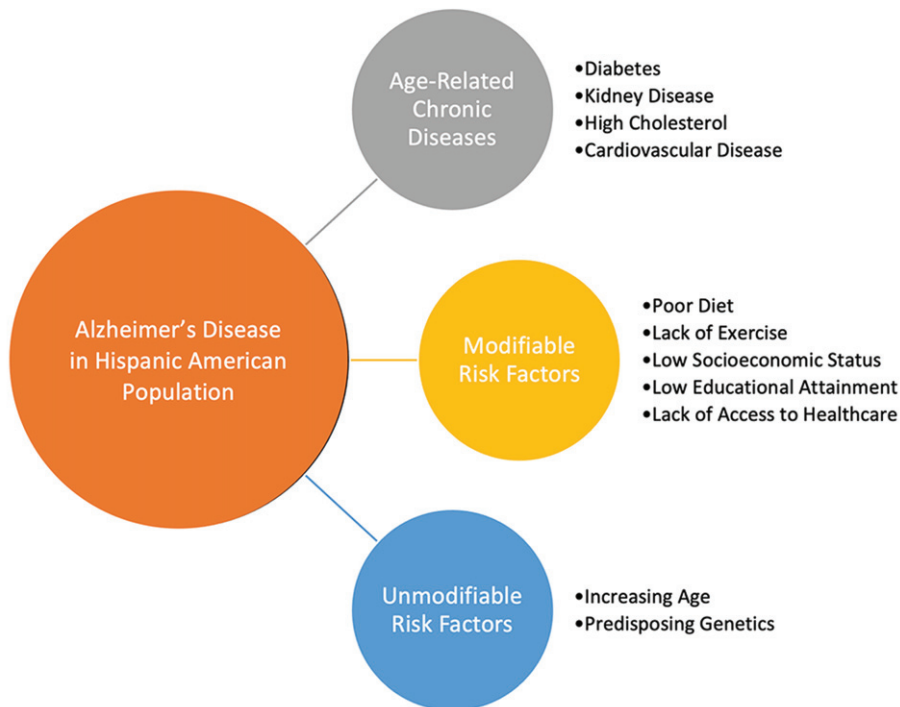 Age-Related
Chronic
Diseases
•Diabetes
•Kidney Disease
•High Cholesterol
•Cardiovascular Disease
Alzheimer’s Disease
in Hispanic American
Population
Modifiable
Risk Factors
•Poor Diet
•Lack of Exercise
•Low Socioeconomic Status
•Low Educational Attainment
•Lack of Access to Healthcare
Unmodifiable
Risk Factors
•Increasing Age
•Predisposing Genetics